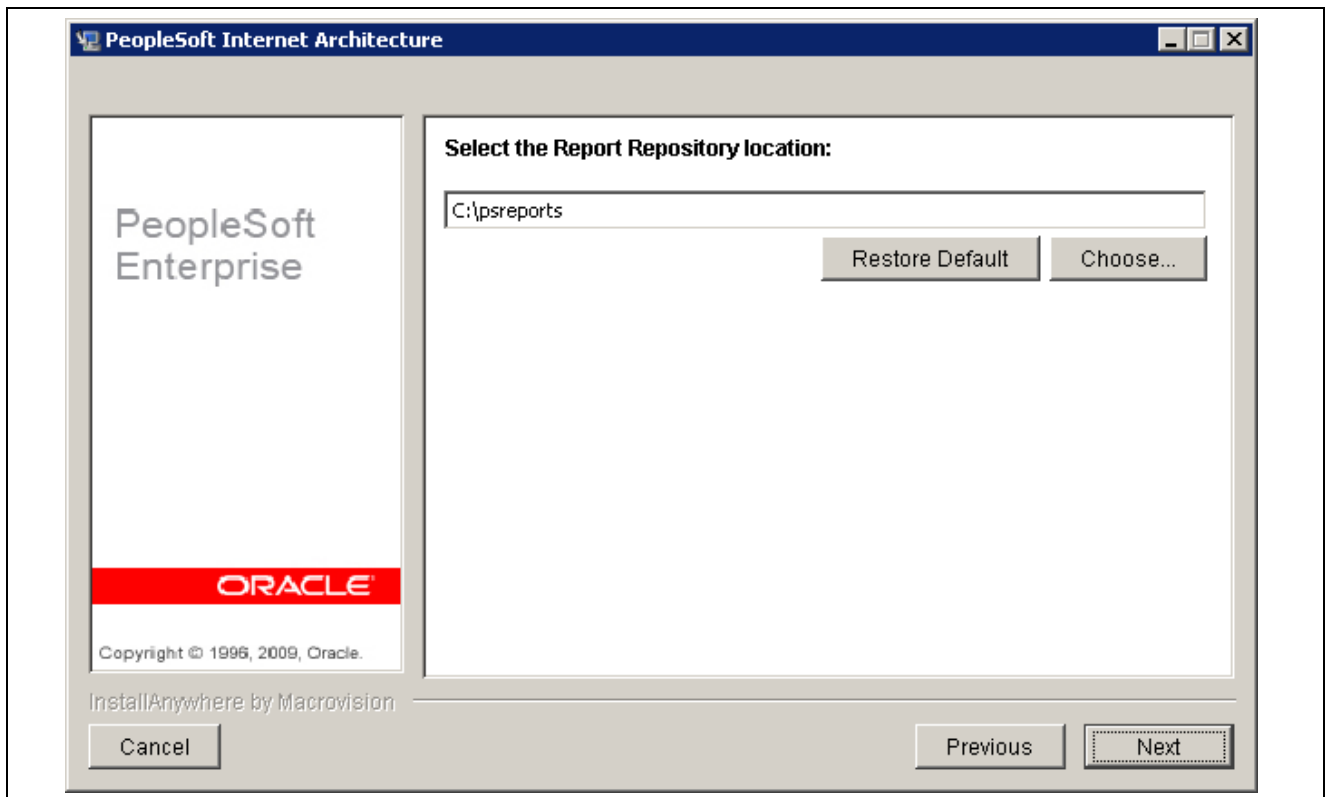 PeopleSoft Internet Architecture
PeopleSoft
Enterprise
ORACLE
Copyright © 1996, 2009, Oracle.
Select the Report Repository location:
C:\psreports
Restore Default
Choose...
InstallAnywhere by Macrovision
Cancel
Previous
Next